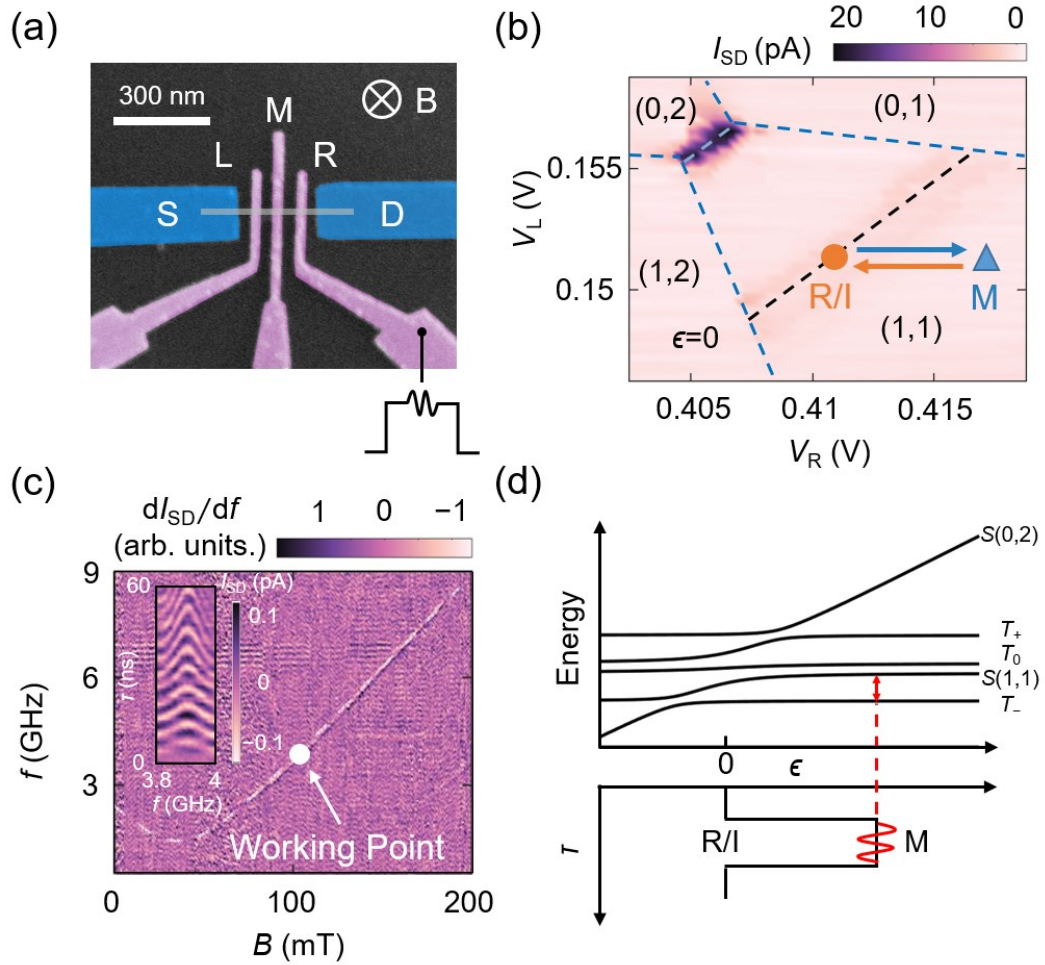 (a)
300 nm
B
M
L
R
S
D
(b)
20 10 0
I_SD (pA)
(0,2)
(0,1)
0.155
V_L (V)
(1,2)
R/I
M
0.15
ϵ=0
(1,1)
0.405 0.41 0.415
V_R (V)
(c)
dI_SD/df
(arb. units.)
1 0 −1
9
60
I_SD (pA)
0.1
τ (ns)
0
6
−0.1
0
3.8 4
f (GHz)
f (GHz)
3
Working Point
0 100 200
B (mT)
(d)
S(0,2)
Energy
T₊
T₀
S(1,1)
T₋
0 ϵ
τ
R/I
M